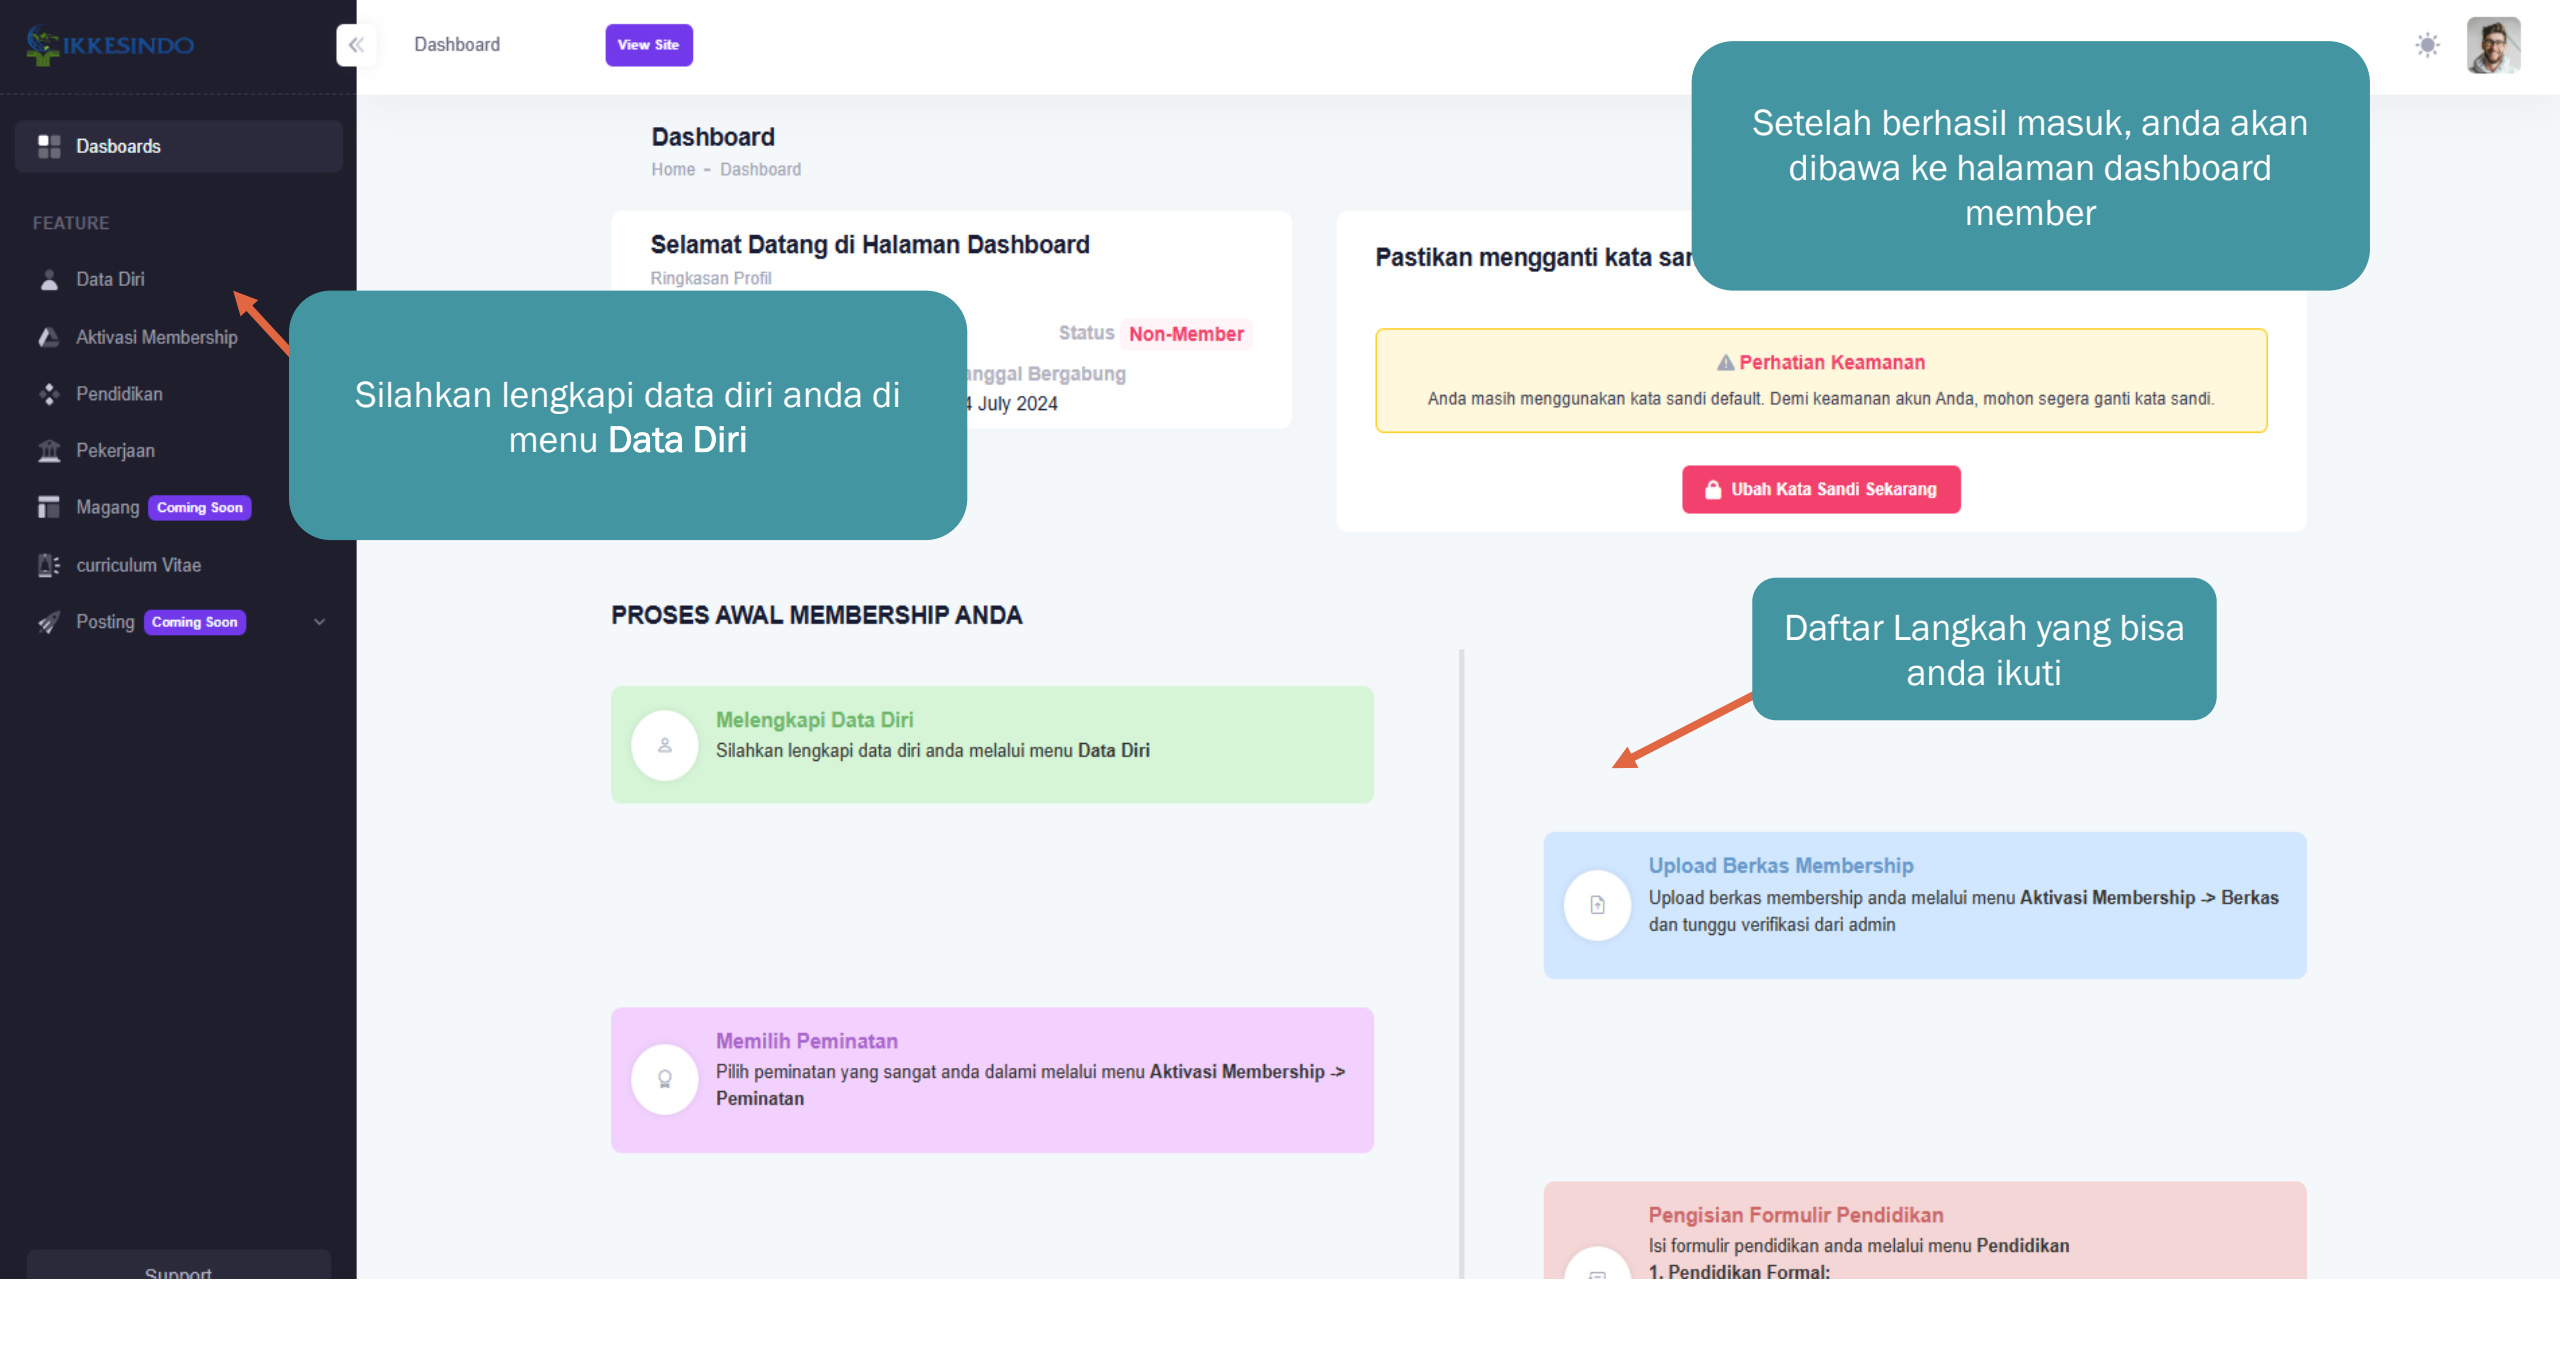 IKKESINDO
Dasboards
FEATURE
Data Diri
Aktivasi Membership
Pendidikan
Pekerjaan
Magang Coming Soon
curriculum Vitae
Posting Coming Soon
Support
Dashboard
View Site
Dashboard
Home - Dashboard
Selamat Datang di Halaman Dashboard
Ringkasan Profil
Status Non-Member
anggal Bergabung
4 July 2024
Silahkan lengkapi data diri anda di
menu Data Diri
Setelah berhasil masuk, anda akan
dibawa ke halaman dashboard
member
Pastikan mengganti kata
Perhatian Keamanan
Anda masih menggunakan kata sandi default. Demi keamanan akun Anda, mohon segera ganti kata sandi.
Ubah Kata Sandi Sekarang
PROSES AWAL MEMBERSHIP ANDA
Daftar Langkah yang bisa
anda ikuti
Melengkapi Data Diri
Silahkan lengkapi data diri anda melalui menu Data Diri
Upload Berkas Membership
Upload berkas membership anda melalui menu Aktivasi Membership -> Berkas
dan tunggu verifikasi dari admin
Memilih Peminatan
Pilih peminatan yang sangat anda dalami melalui menu Aktivasi Membership ->
Peminatan
Pengisian Formulir Pendidikan
Isi formulir pendidikan anda melalui menu Pendidikan
1. Pendidikan Formal: